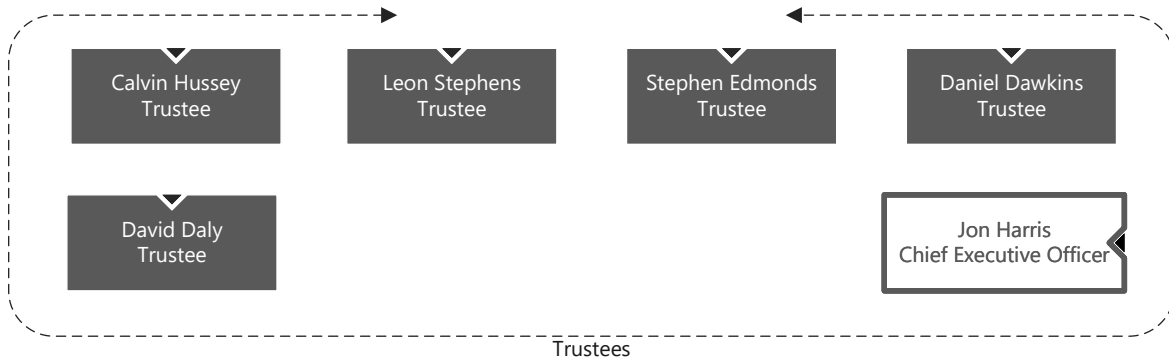 Calvin Hussey
Trustee
Leon Stephens
Trustee
Stephen Edmonds
Trustee
Daniel Dawkins
Trustee
David Daly
Trustee
Jon Harris
Chief Executive Officer
Trustees